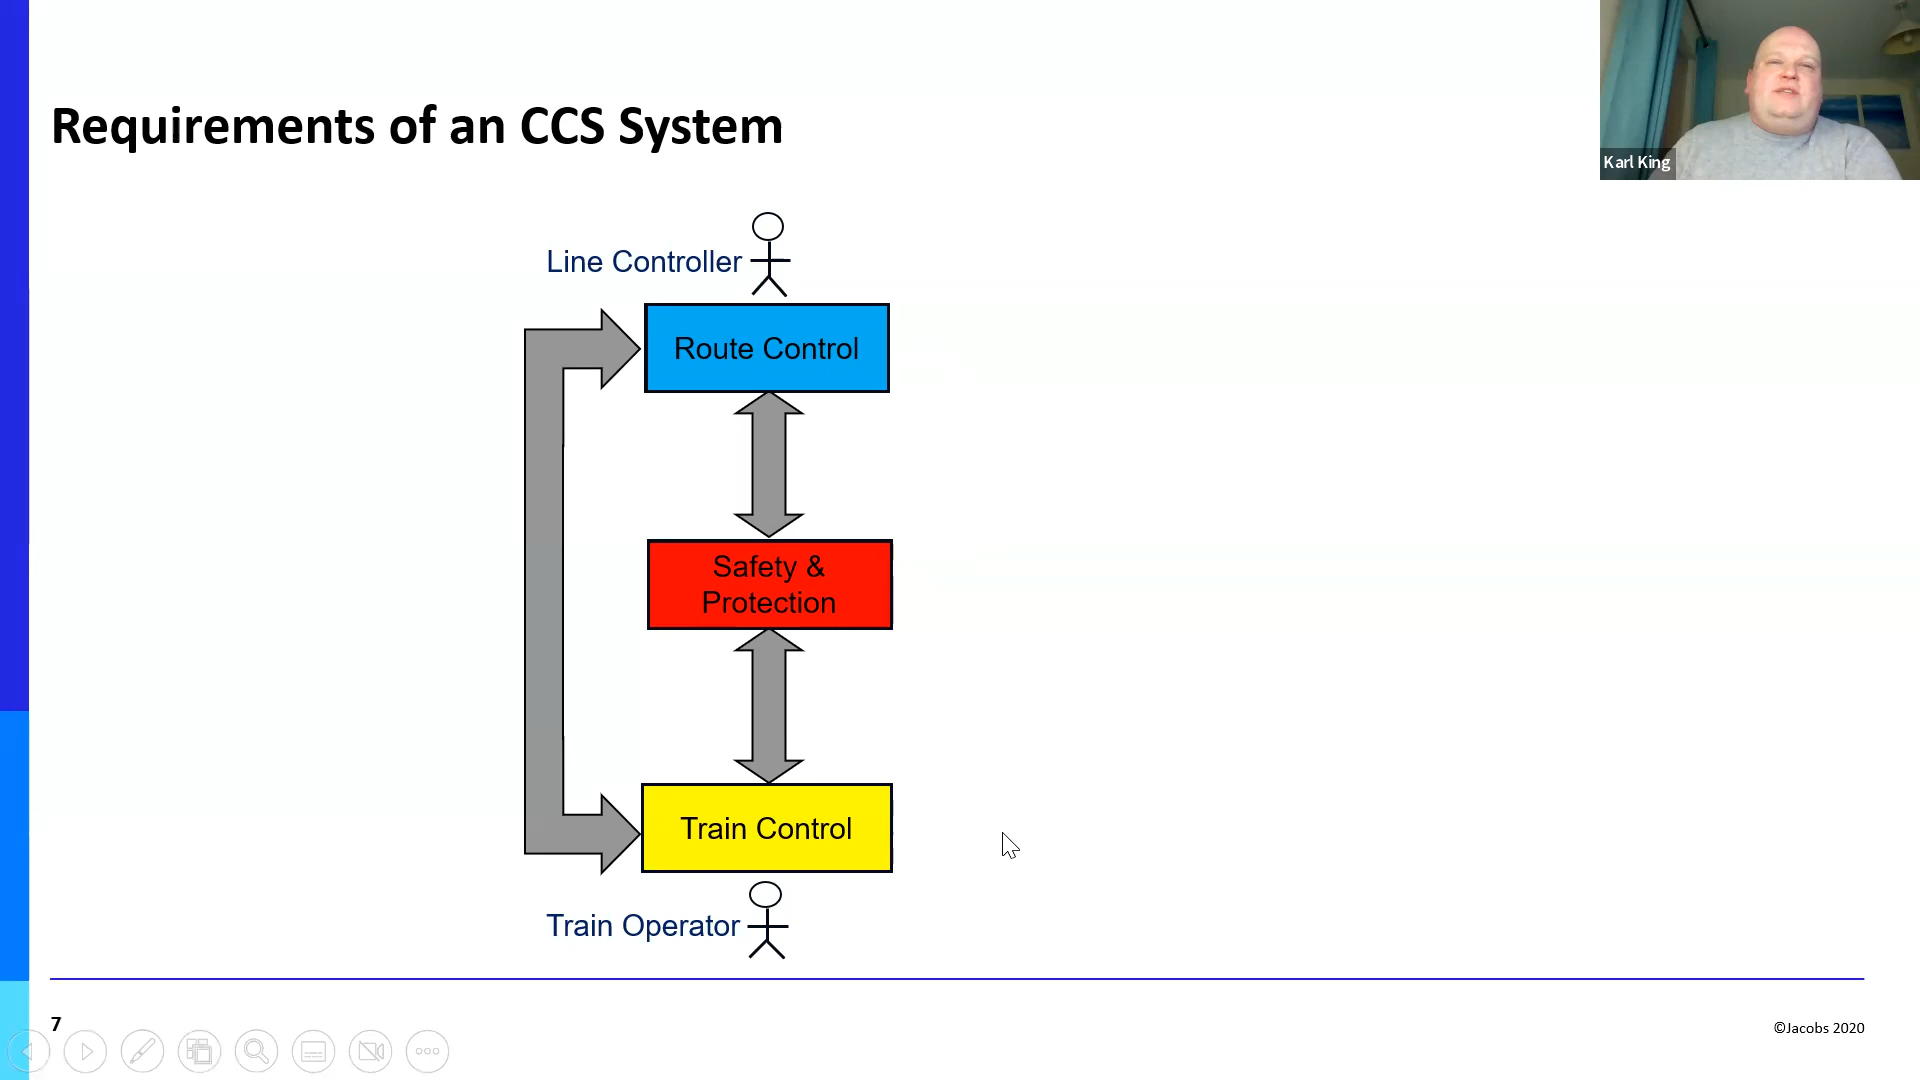 Requirements of an CCS System
Karl King
Line Controller
Route Control
Safety &
Protection
Train Control
Train Operator
7
©Jacobs 2020